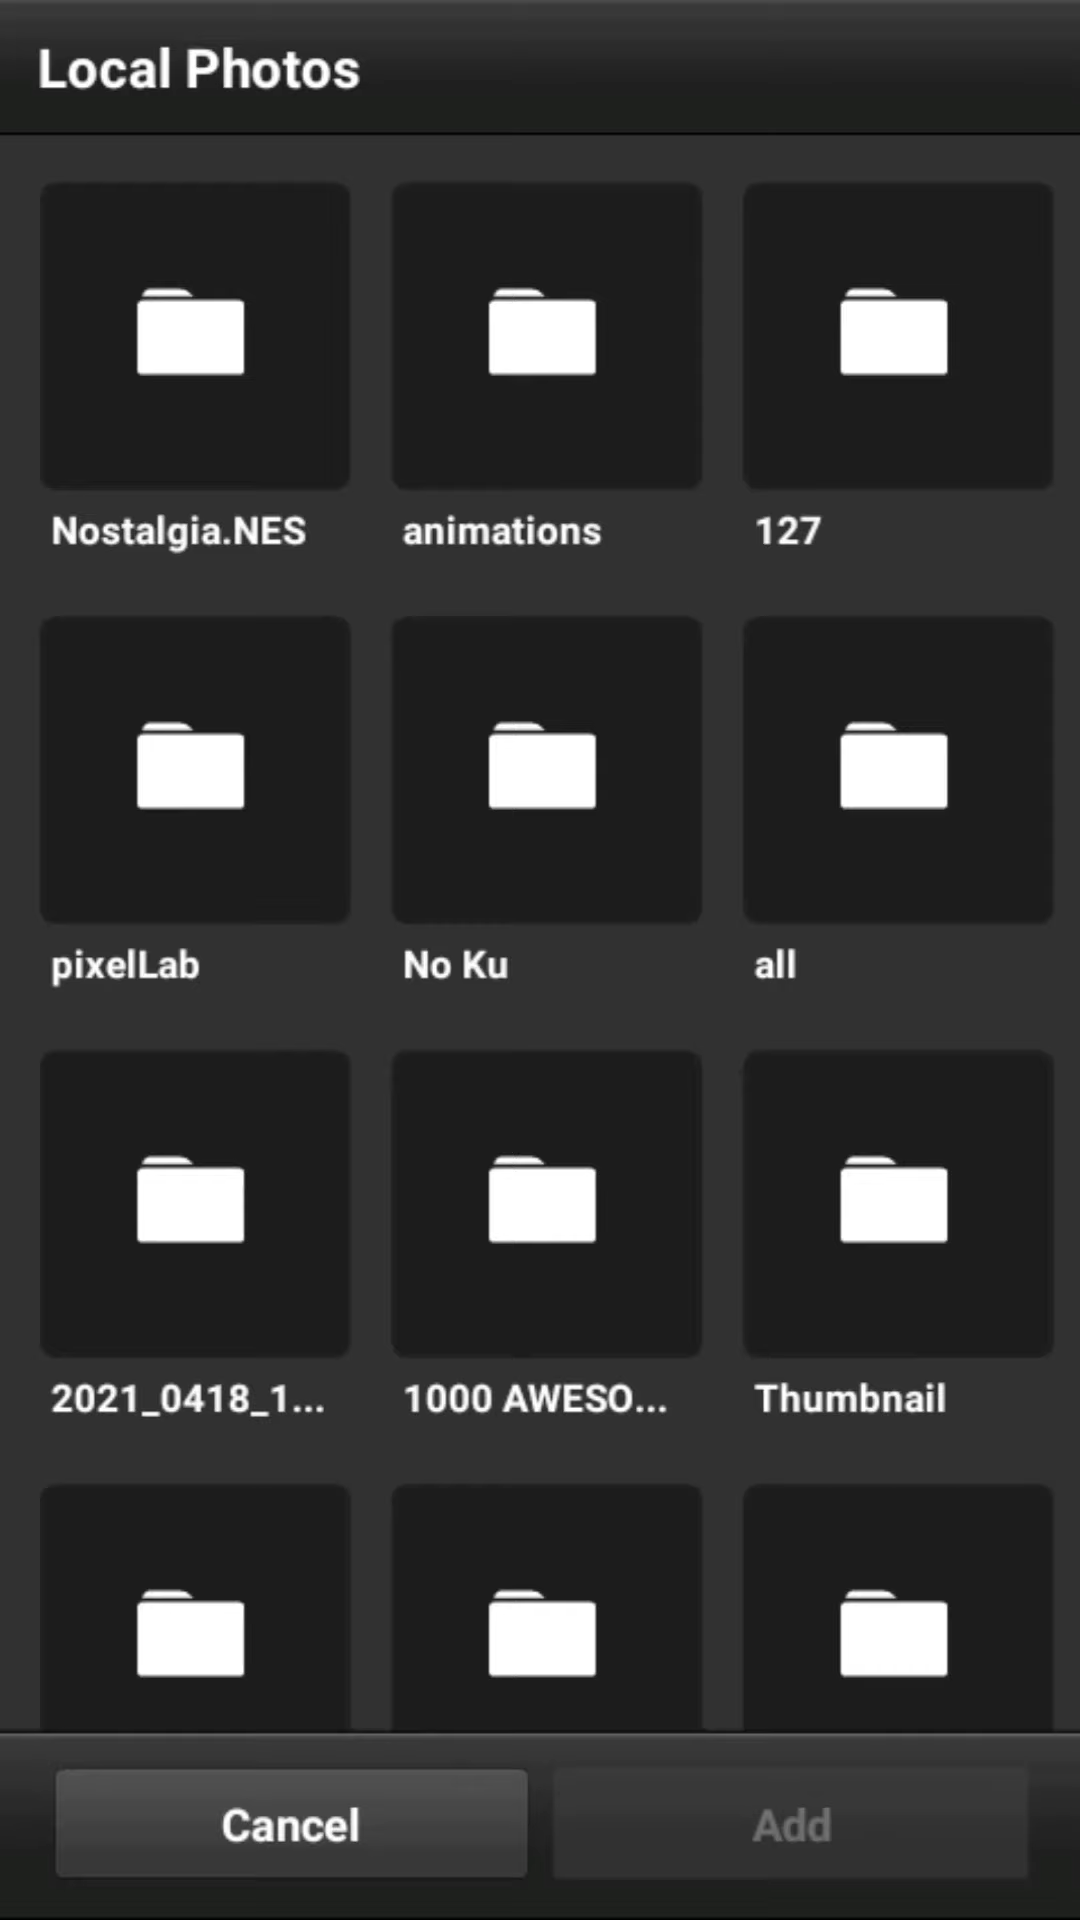 Local Photos
Nostalgia.NES
animations
127
pixelLab
No Ku
all
2021_0418_1...
1000 AWESO...
Thumbnail
Cancel
Add